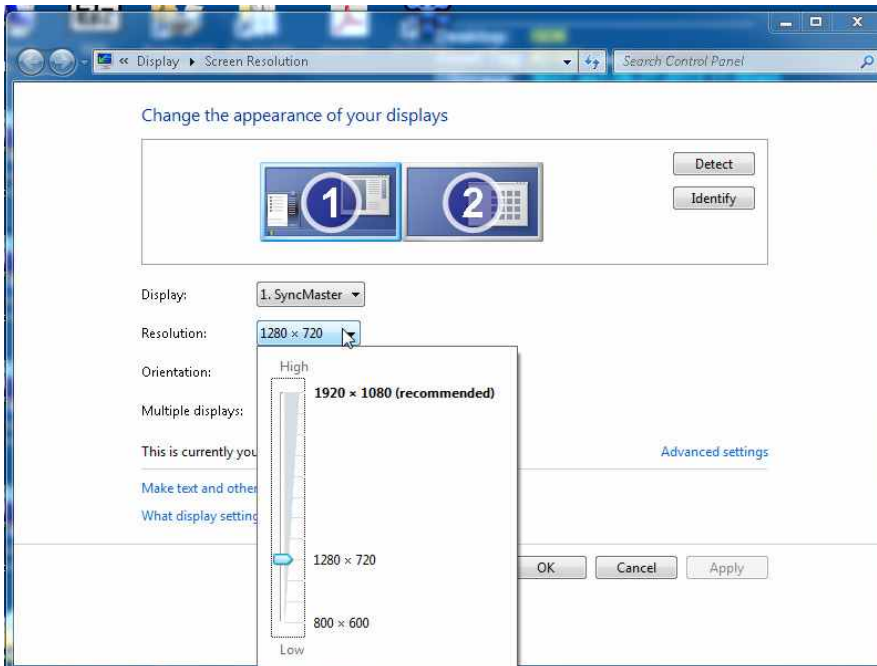 « Display ▸ Screen Resolution
Search Control Panel
Change the appearance of your displays
1
2
Detect
Identify
Display: 1. SyncMaster
Resolution: 1280 × 720
Orientation:
High
1920 × 1080 (recommended)
Multiple displays:
This is currently you
Advanced settings
Make text and othe
What display setting
1280 × 720
OK Cancel Apply
800 × 600
Low